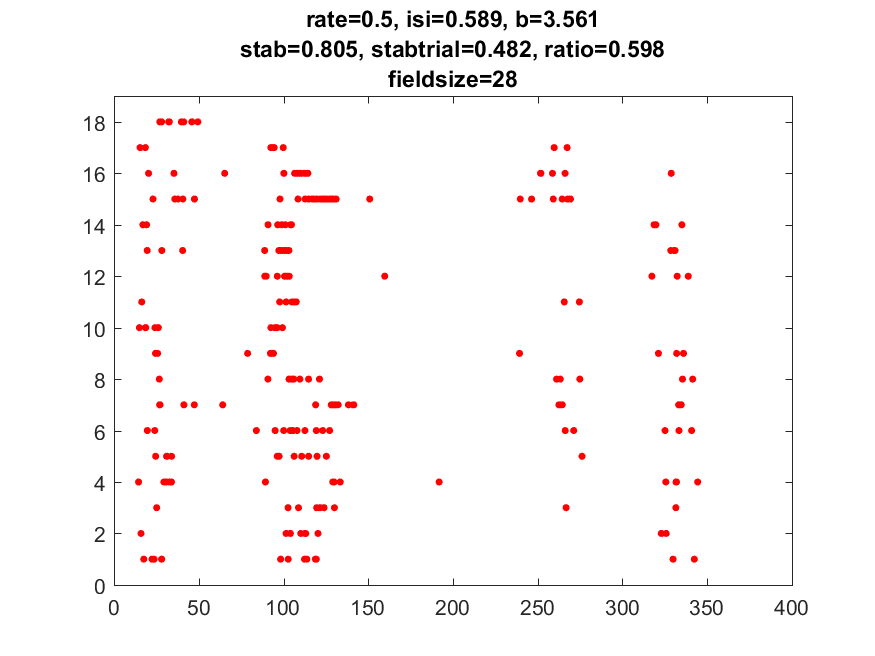 rate=0.5, isi=0.589, b=3.561
stab=0.805, stabtrial=0.482, ratio=0.598
fieldsize=28
18
16
14
12
10
8
6
4
2
0
0 50 100 150 200 250 300 350 400